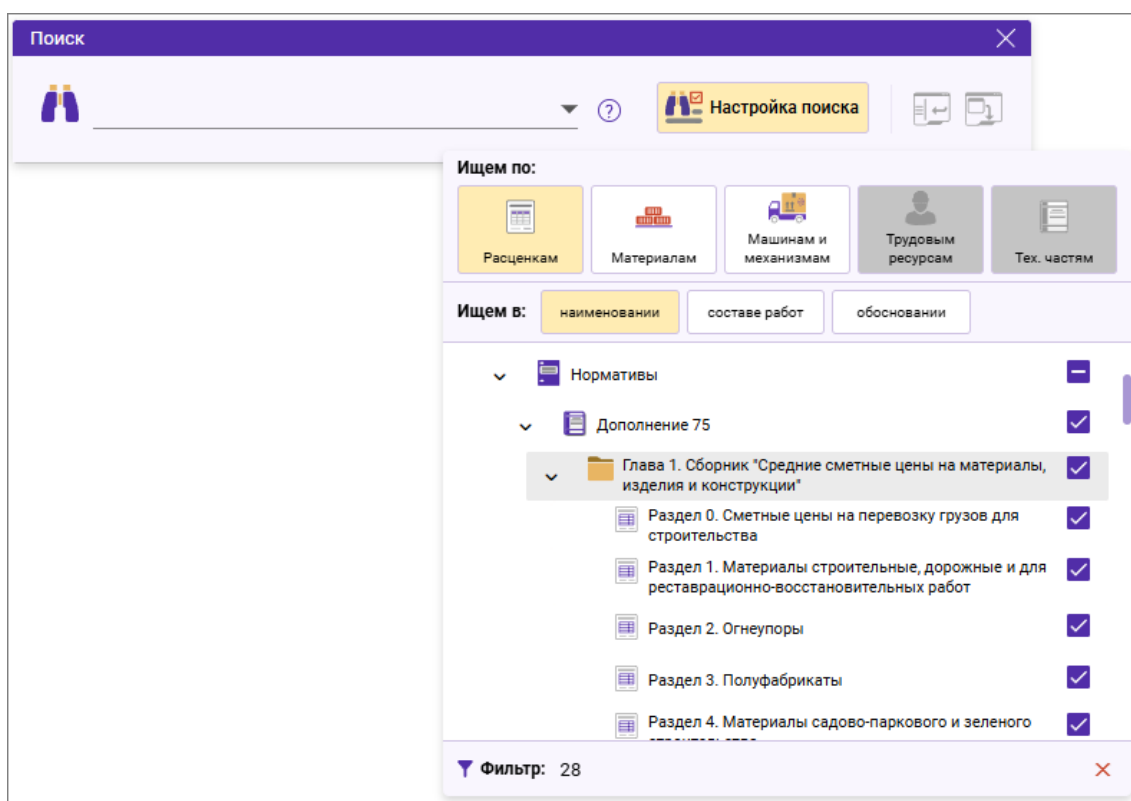 Поиск
Настройка поиска
Ищем по:
Расценкам
Материалам
Машинам и
механизмам
Трудовым
ресурсам
Тех. частям
Ищем в:
наименовании
составе работ
обосновании
Нормативы
Дополнение 75
Глава 1. Сборник "Средние сметные цены на материалы,
изделия и конструкции"
Раздел 0. Сметные цены на перевозку грузов для
строительства
Раздел 1. Материалы строительные, дорожные и для
реставрационно-восстановительных работ
Раздел 2. Огнеупоры
Раздел 3. Полуфабрикаты
Раздел 4. Материалы садово-паркового и зеленого
Фильтр: 28